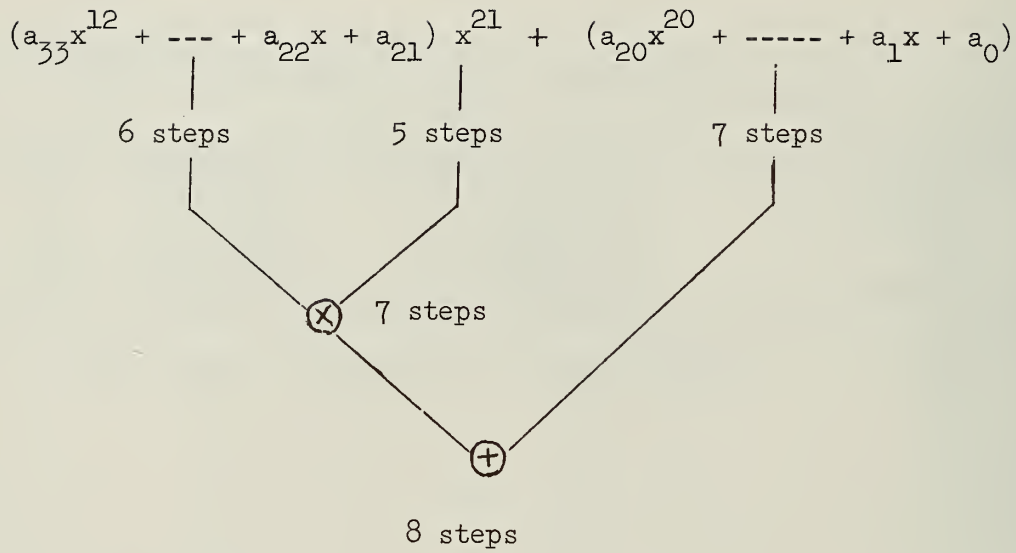 (a₃₃x¹² + --- + a₂₂x + a₂₁) x²¹ + (a₂₀x²⁰ + ----- + a₁x + a₀)
6 steps 5 steps 7 steps
x 7 steps
+
8 steps